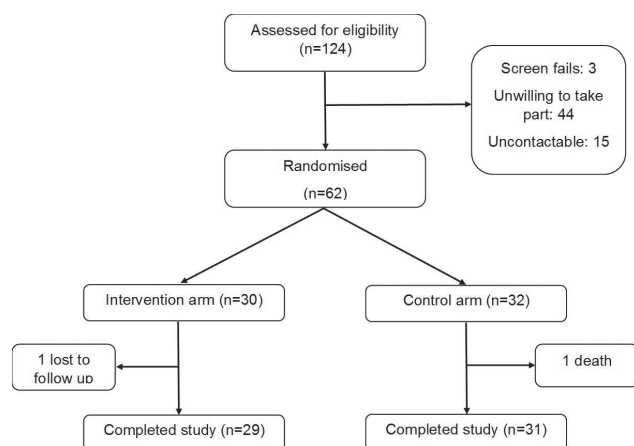 Assessed for eligibility
(n=124)
Screen fails: 3
Unwilling to take
part: 44
Uncontactable: 15
Randomised
(n=62)
Intervention arm (n=30)
Control arm (n=32)
1 lost to
follow up
1 death
Completed study (n=29)
Completed study (n=31)